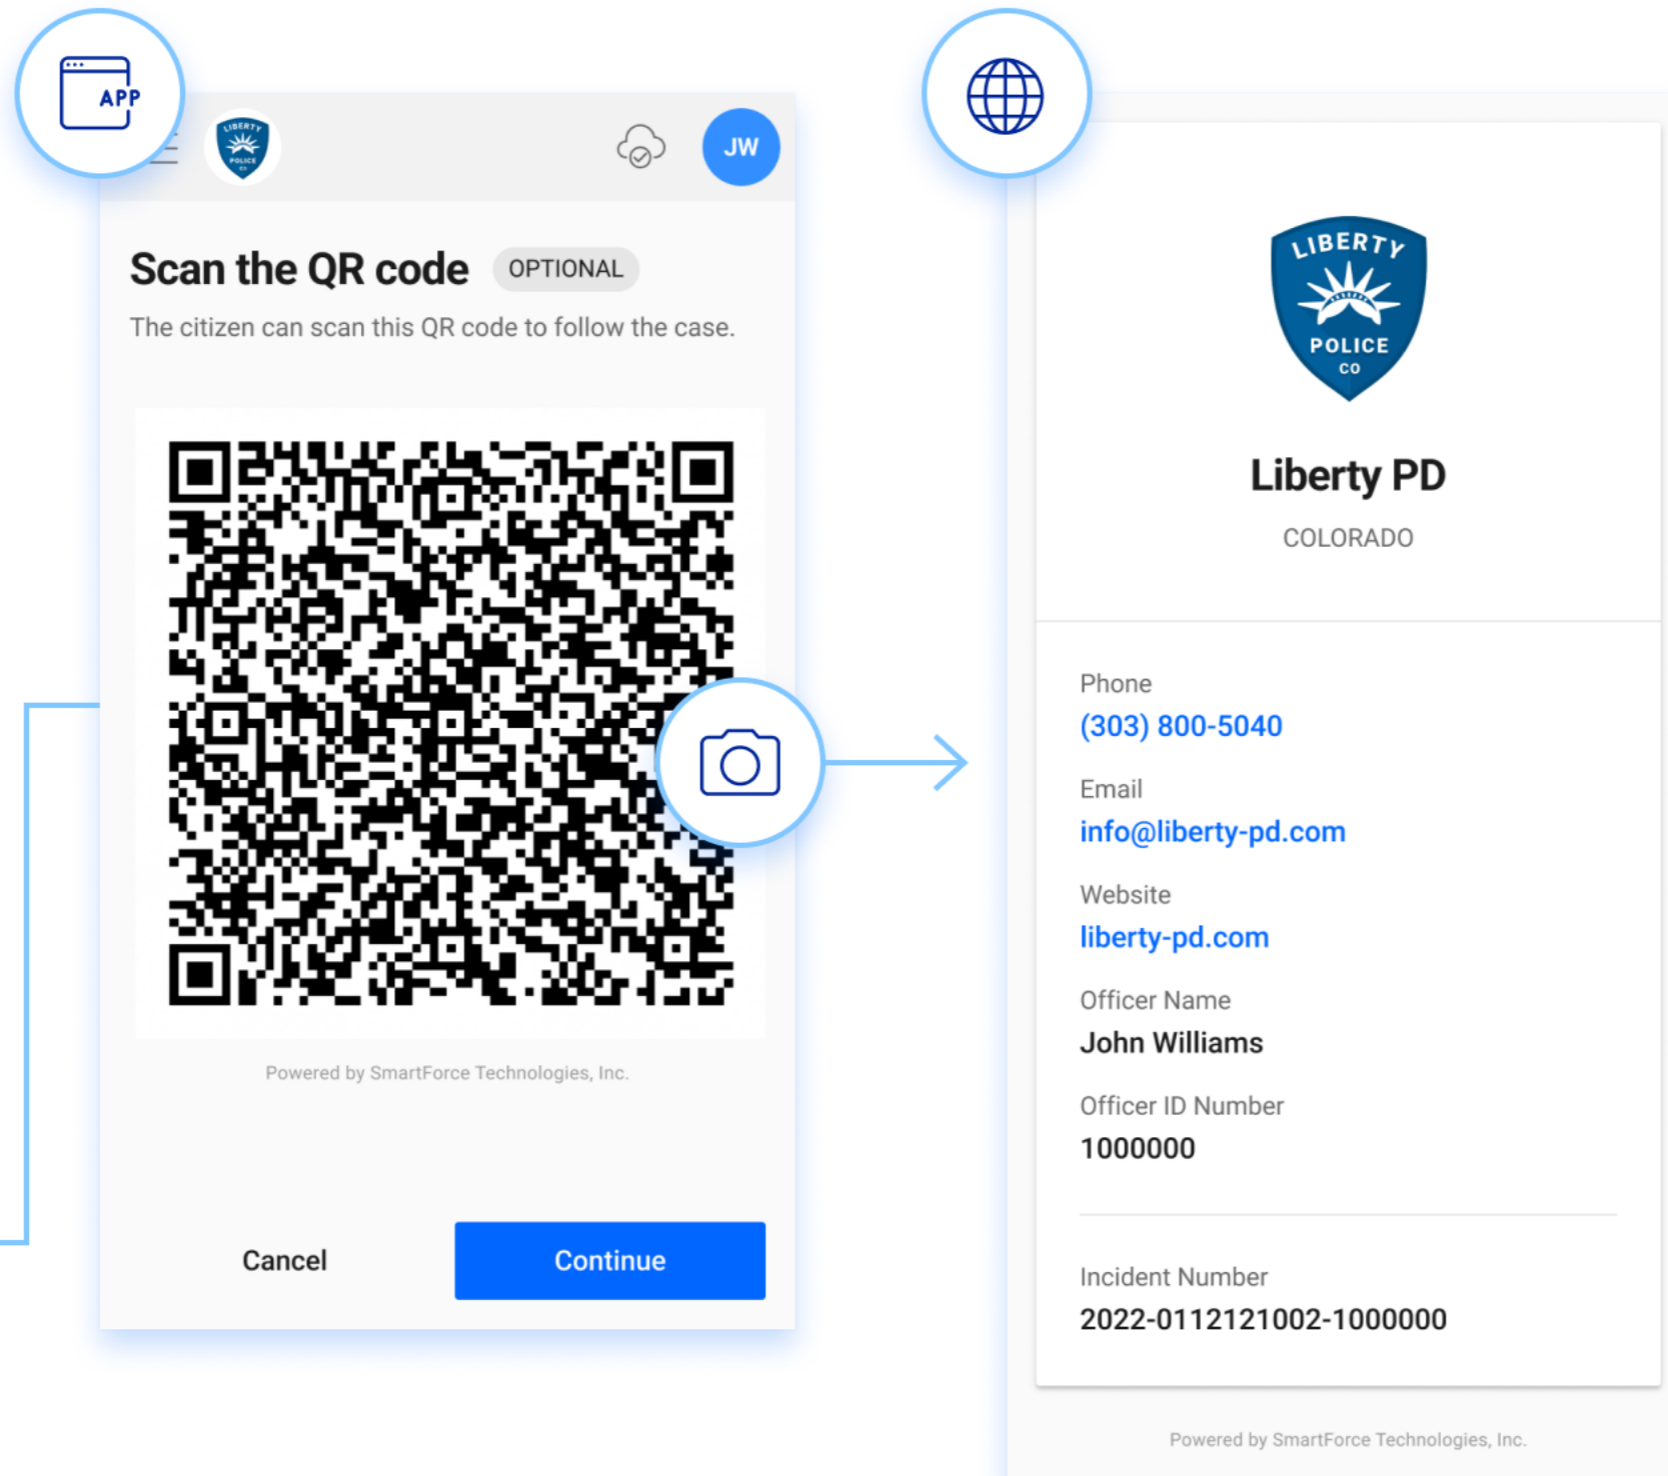 APP
LIBERTY
POLICE
CO
JW
Scan the QR code
OPTIONAL
The citizen can scan this QR code to follow the case.
Powered by SmartForce Technologies, Inc.
Cancel
Continue
LIBERTY
POLICE
CO
Liberty PD
COLORADO
Phone
(303) 800-5040
Email
info@liberty-pd.com
Website
liberty-pd.com
Officer Name
John Williams
Officer ID Number
1000000
Incident Number
2022-0112121002-1000000
Powered by SmartForce Technologies, Inc.